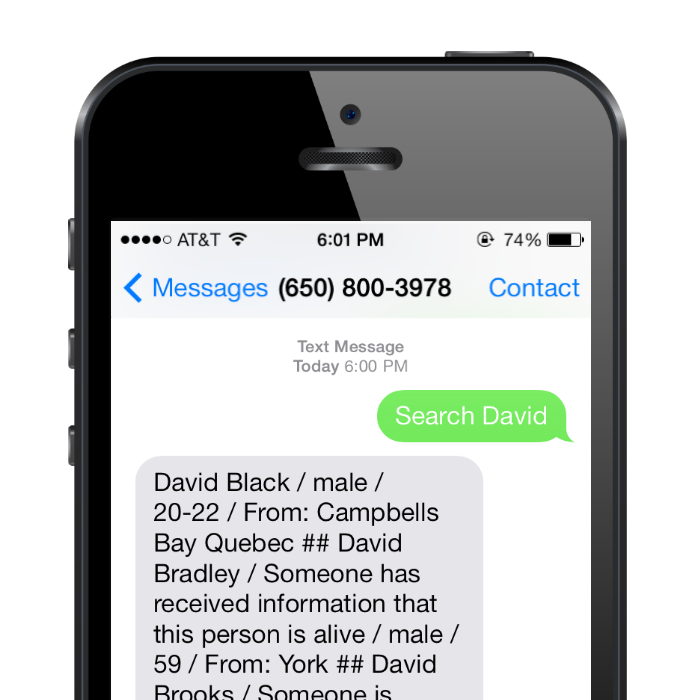 AT&T 6:01 PM 74%
Messages (650) 800-3978 Contact
Text Message
Today 6:00 PM
Search David
David Black / male /
20-22 / From: Campbells
Bay Quebec ## David
Bradley / Someone has
received information that
this person is alive / male /
59 / From: York ## David
Brooks / Someone is